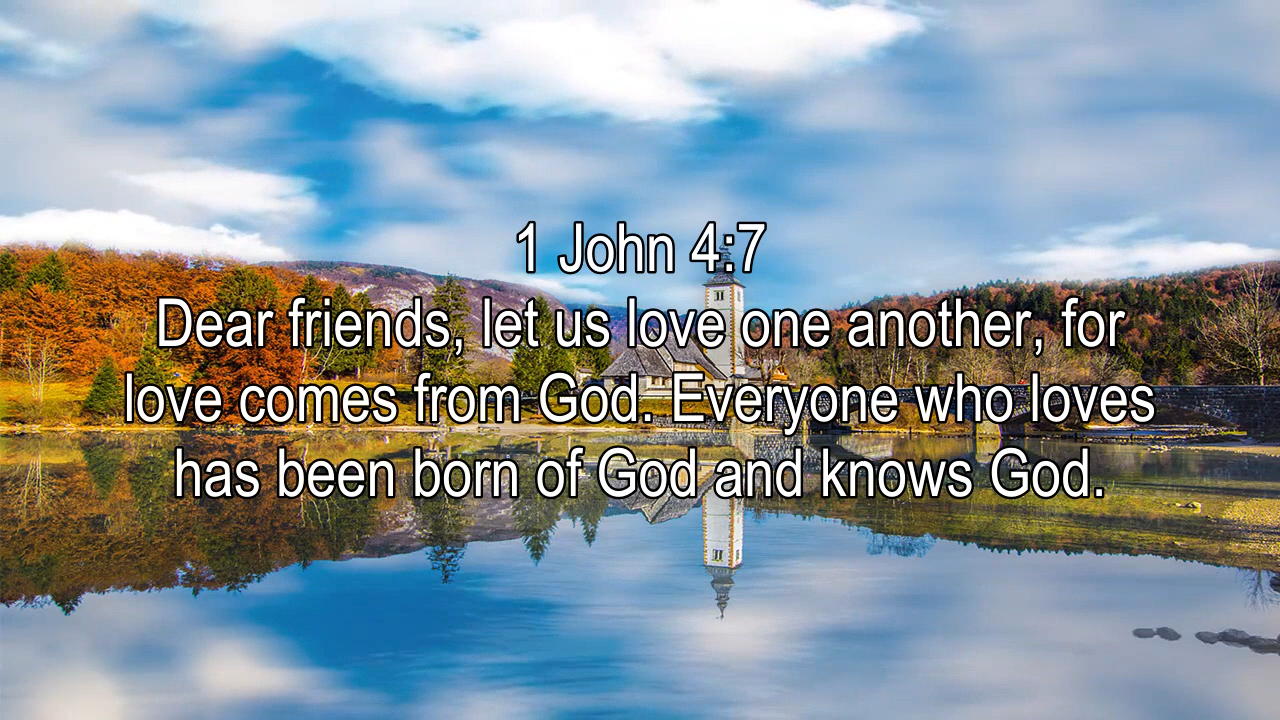 1 John 4:7
Dear friends, let us love one another, for
love comes from God. Everyone who loves
has been born of God and knows God.